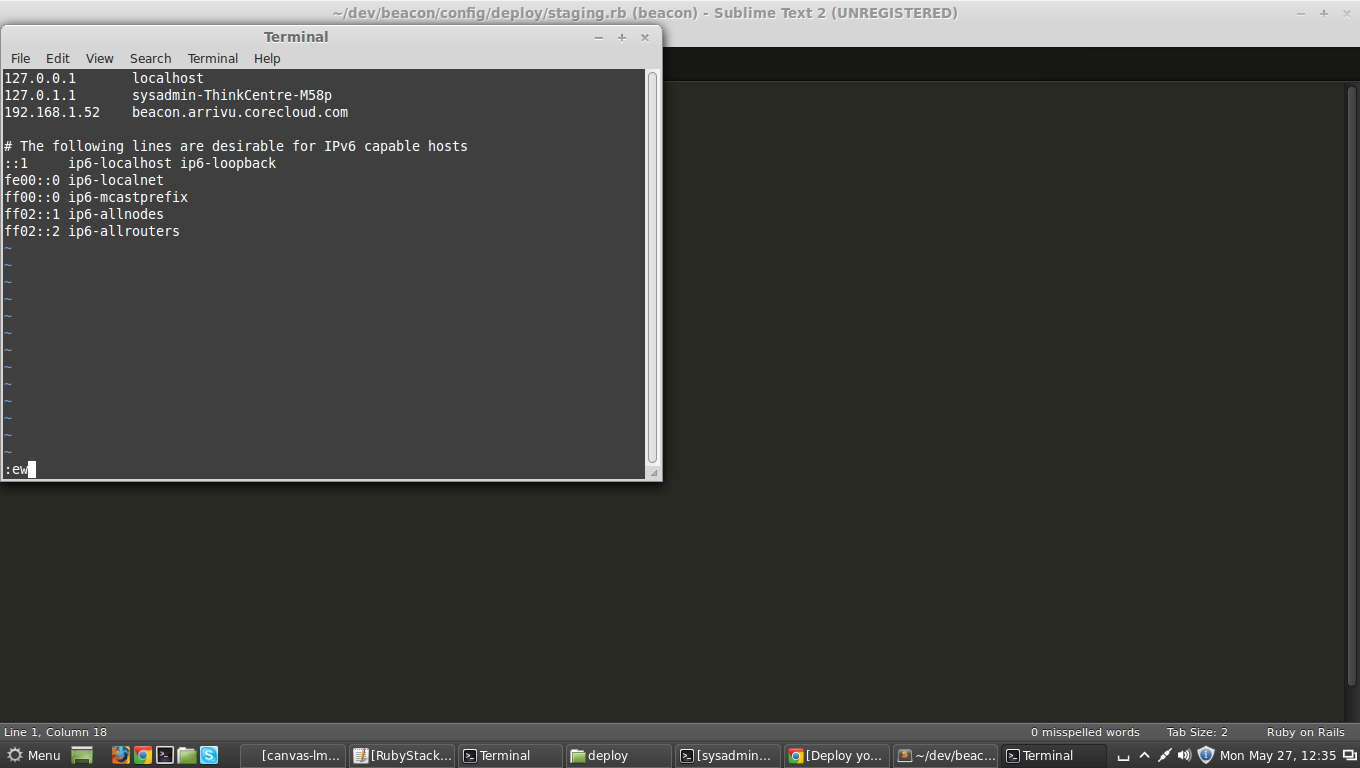 ~/dev/beacon/config/deploy/staging.rb (beacon) - Sublime Text 2 (UNREGISTERED)
Terminal
File Edit View Search Terminal Help
127.0.0.1 localhost
127.0.1.1 sysadmin-ThinkCentre-M58p
192.168.1.52 beacon.arrivu.corecloud.com
# The following lines are desirable for IPv6 capable hosts
::1 ip6-localhost ip6-loopback
fe00::0 ip6-localnet
ff00::0 ip6-mcastprefix
ff02::1 ip6-allnodes
ff02::2 ip6-allrouters
~
~
~
~
~
~
~
~
~
~
~
~
~
:ew
Line 1, Column 18 0 misspelled words Tab Size: 2 Ruby on Rails
Menu [canvas-lm... [RubyStack... Terminal deploy [sysadmin... [Deploy yo... ~/dev/beac... Terminal Mon May 27, 12:35